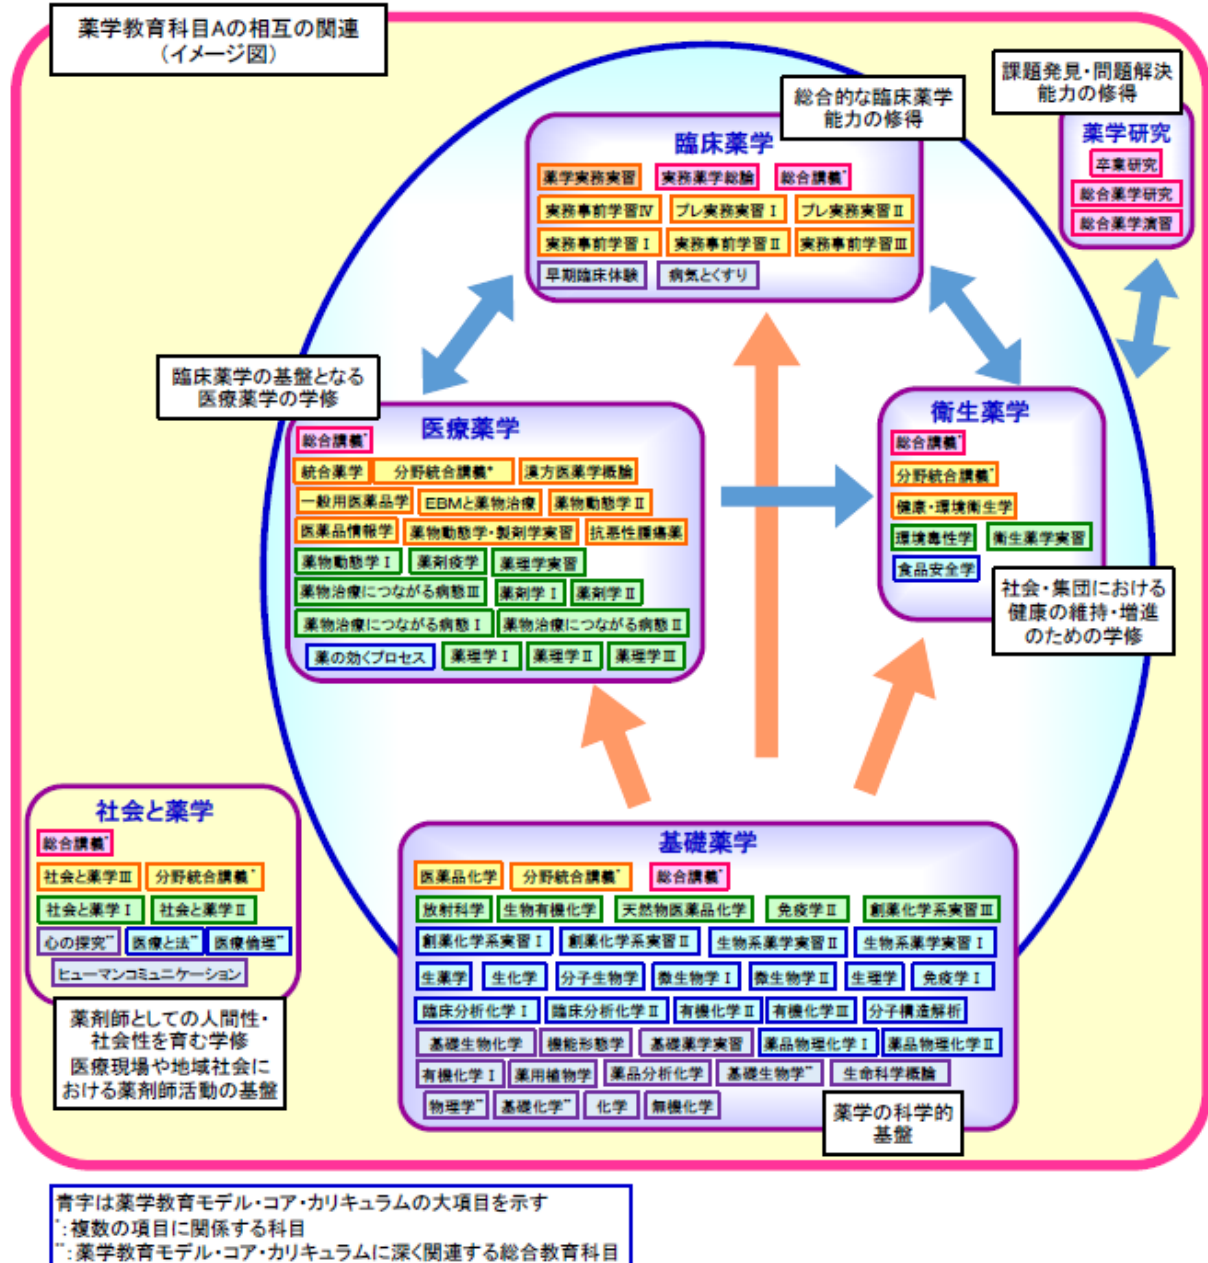 薬学教育科目Aの相互の関連
(イメージ図)
課題発見・問題解決
能力の修得
薬学研究
卒業研究
総合薬学研究
総合薬学演習
総合的な臨床薬学
能力の修得
臨床薬学
薬学実務実習 実務薬学総論 総合講義*
実務事前学習Ⅳ プレ実務実習Ⅰ プレ実務実習Ⅱ
実務事前学習Ⅰ 実務事前学習Ⅱ 実務事前学習Ⅲ
早期臨床体験 病気とくすり
臨床薬学の基盤となる
医療薬学の学修
医療薬学
総合講義*
統合薬学 分野統合講義* 漢方医薬学概論
一般用医薬品学 EBMと薬物治療 薬物動態学Ⅱ
医薬品情報学 薬物動態学・製剤学実習 抗悪性腫瘍薬
薬物動態学Ⅰ 薬剤疫学 薬理学実習
薬物治療につながる病態Ⅲ 薬剤学Ⅰ 薬剤学Ⅱ
薬物治療につながる病態Ⅰ 薬物治療につながる病態Ⅱ
薬の効くプロセス 薬理学Ⅰ 薬理学Ⅱ 薬理学Ⅲ
衛生薬学
総合講義*
分野統合講義*
健康・環境衛生学
環境毒性学 衛生薬学実習
食品安全学
社会・集団における
健康の維持・増進
のための学修
社会と薬学
総合講義*
社会と薬学Ⅲ 分野統合講義*
社会と薬学Ⅰ 社会と薬学Ⅱ
心の探究** 医療と法** 医療倫理**
ヒューマンコミュニケーション
薬剤師としての人間性・
社会性を育む学修
医療現場や地域社会に
おける薬剤師活動の基盤
基礎薬学
医薬品化学 分野統合講義* 総合講義*
放射科学 生物有機化学 天然物医薬品化学 免疫学Ⅱ 創薬化学系実習Ⅲ
創薬化学系実習Ⅰ 創薬化学系実習Ⅱ 生物系薬学実習Ⅱ 生物系薬学実習Ⅰ
生薬学 生化学 分子生物学 微生物学Ⅰ 微生物学Ⅱ 生理学 免疫学Ⅰ
臨床分析化学Ⅰ 臨床分析化学Ⅱ 有機化学Ⅱ 有機化学Ⅲ 分子構造解析
基礎生物化学 機能形態学 基礎薬学実習 薬品物理化学Ⅰ 薬品物理化学Ⅱ
有機化学Ⅰ 薬用植物学 薬品分析化学 基礎生物学** 生命科学概論
物理学** 基礎化学** 化学 無機化学
薬学の科学的
基盤
青字は薬学教育モデル・コア・カリキュラムの大項目を示す
*:複数の項目に関係する科目
**:薬学教育モデル・コア・カリキュラムに深く関連する総合教育科目